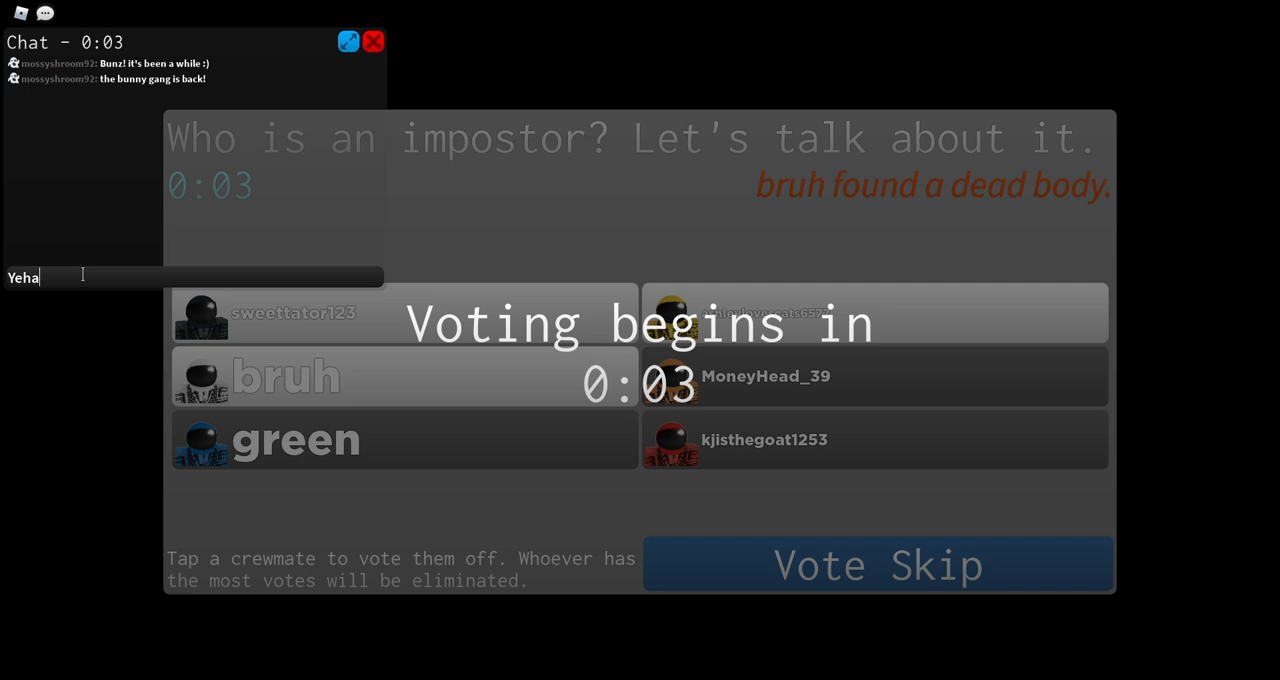 Chat - 0:03
mossyshroom92: Bunz! it's been a while :)
mossyshroom92: the bunny gang is back!
Who is an impostor? Let's talk about it.
0:03
bruh found a dead body.
Yeha
sweettator123
Voting begins in
0:03
bruh
MoneyHead_39
green
kjisthegoat1253
Tap a crewmate to vote them off. Whoever has
the most votes will be eliminated.
Vote Skip